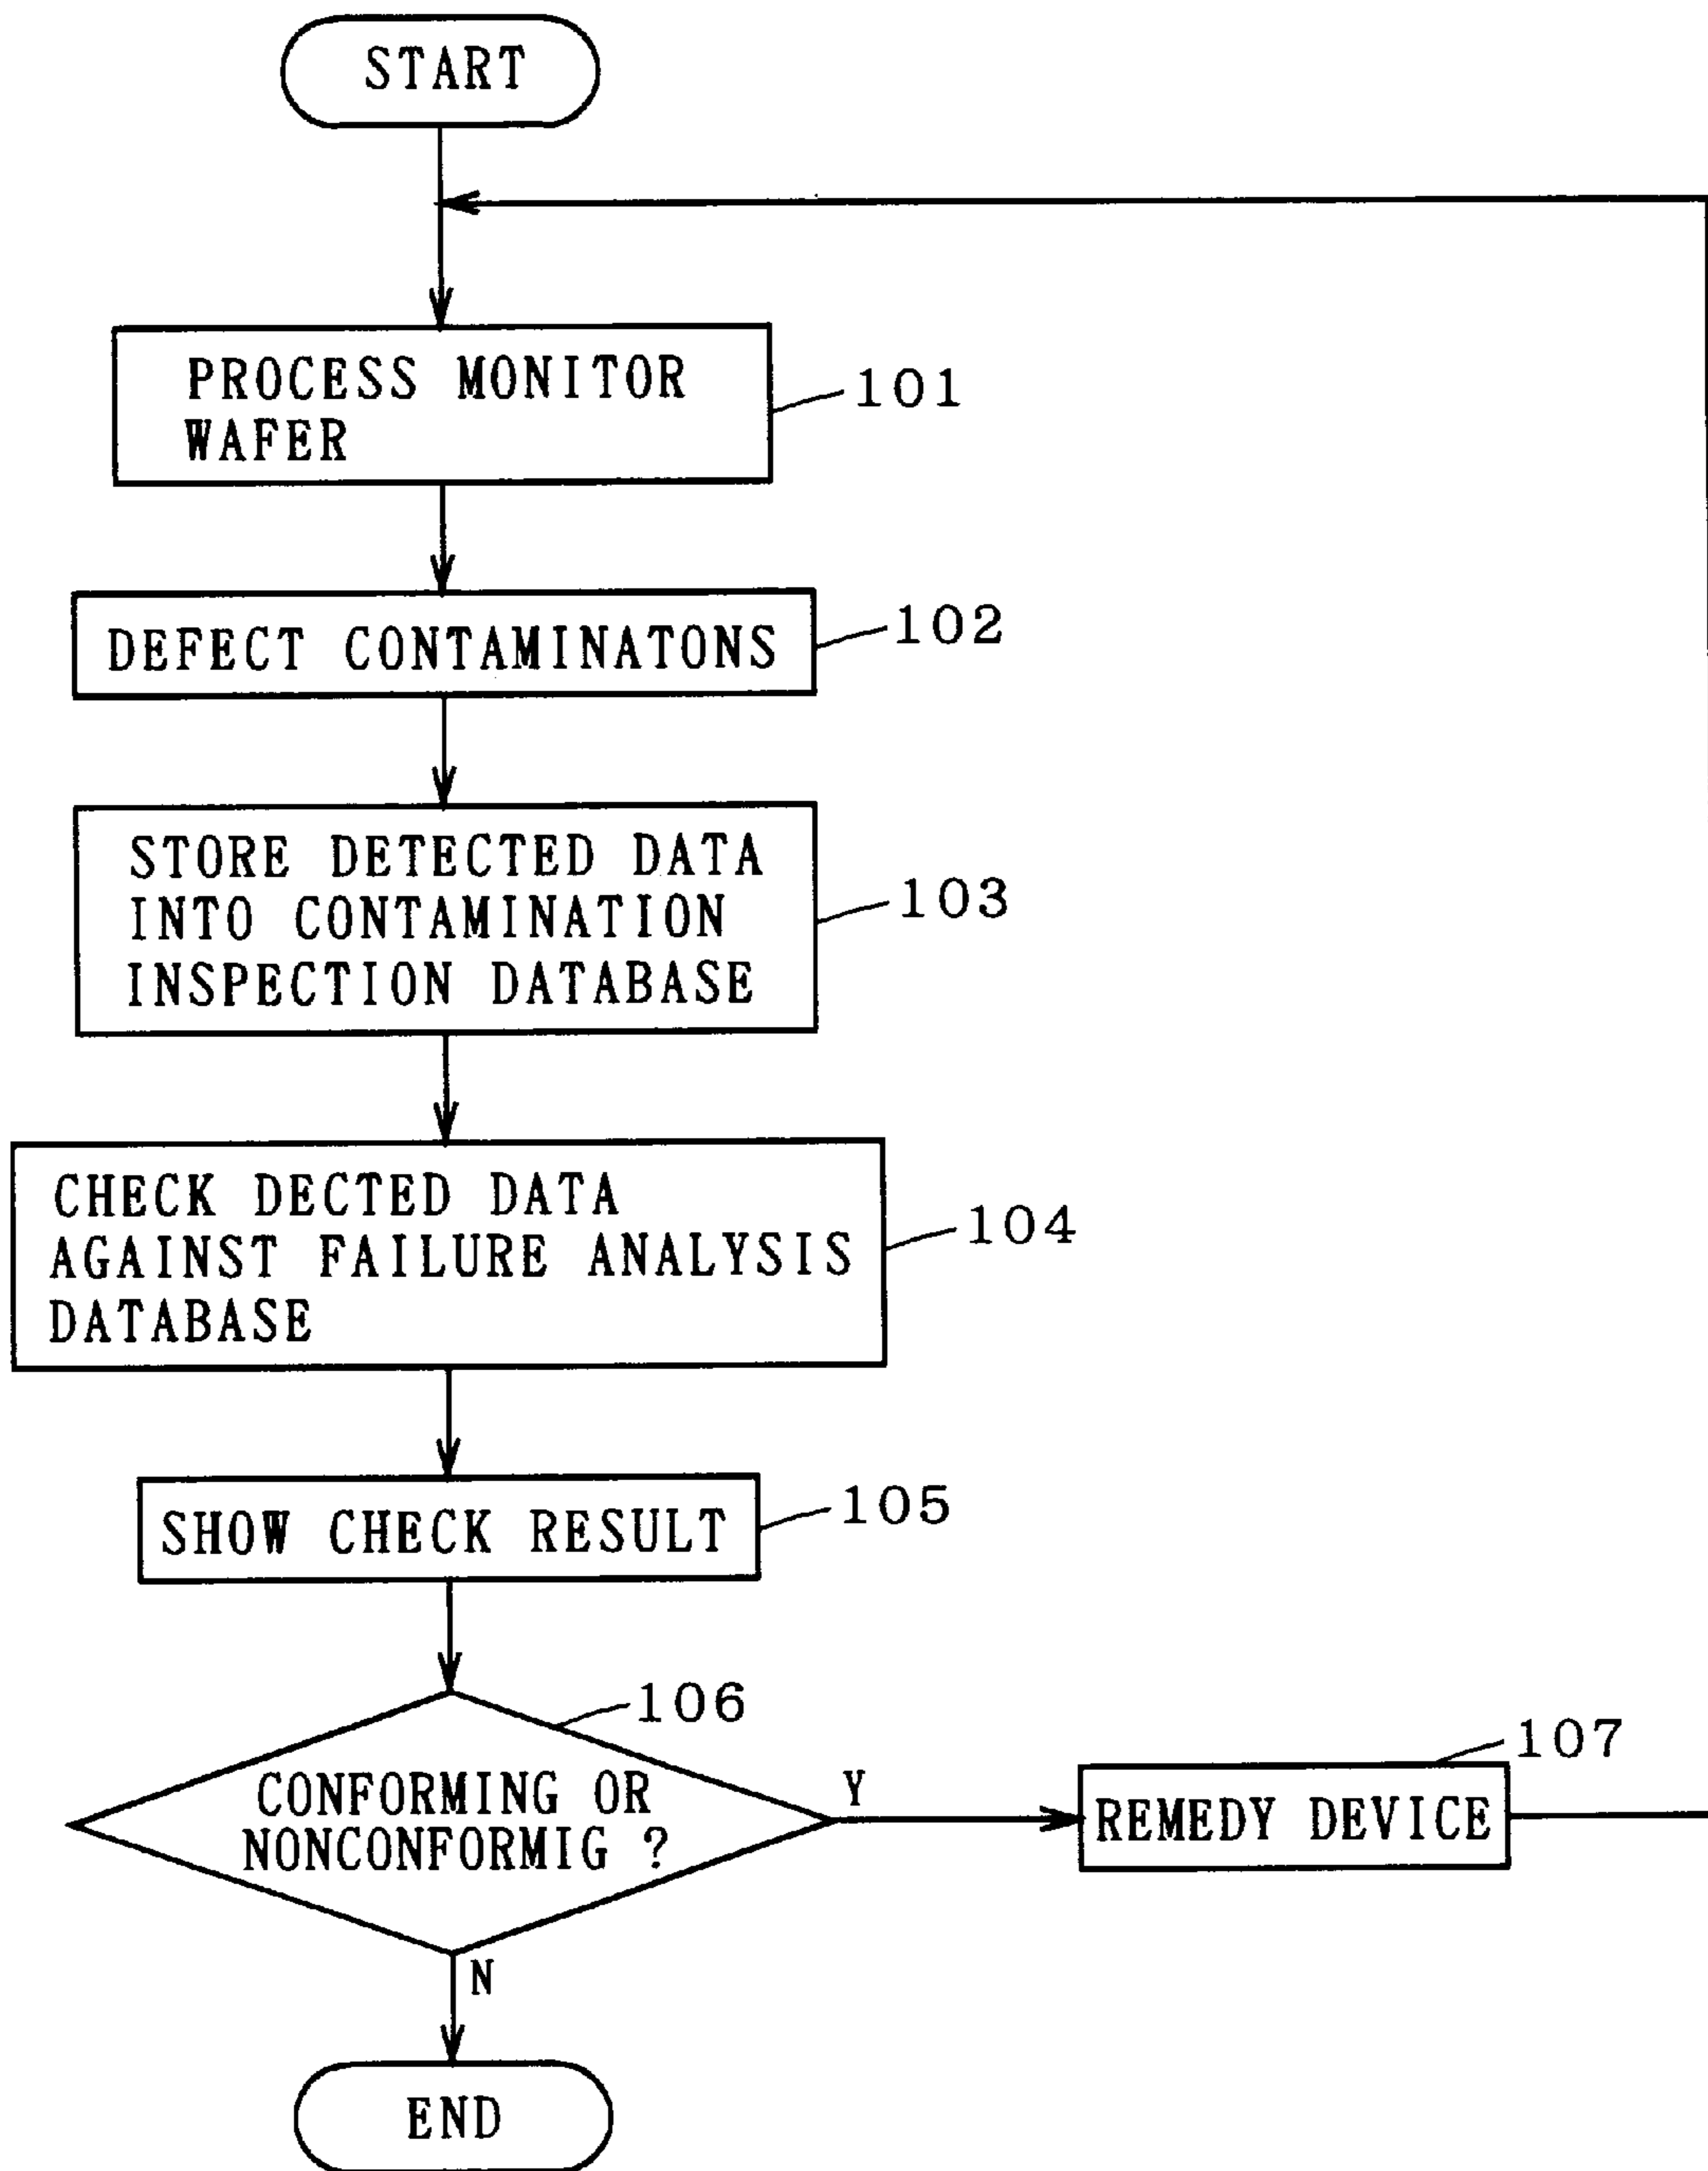 START
PROCESS MONITOR
WAFER
101
DEFECT CONTAMINATONS
102
STORE DETECTED DATA
INTO CONTAMINATION
INSPECTION DATABASE
103
CHECK DECTED DATA
AGAINST FAILURE ANALYSIS
DATABASE
104
SHOW CHECK RESULT
105
106
CONFORMING OR
NONCONFORMIG ?
Y
107
REMEDY DEVICE
N
END